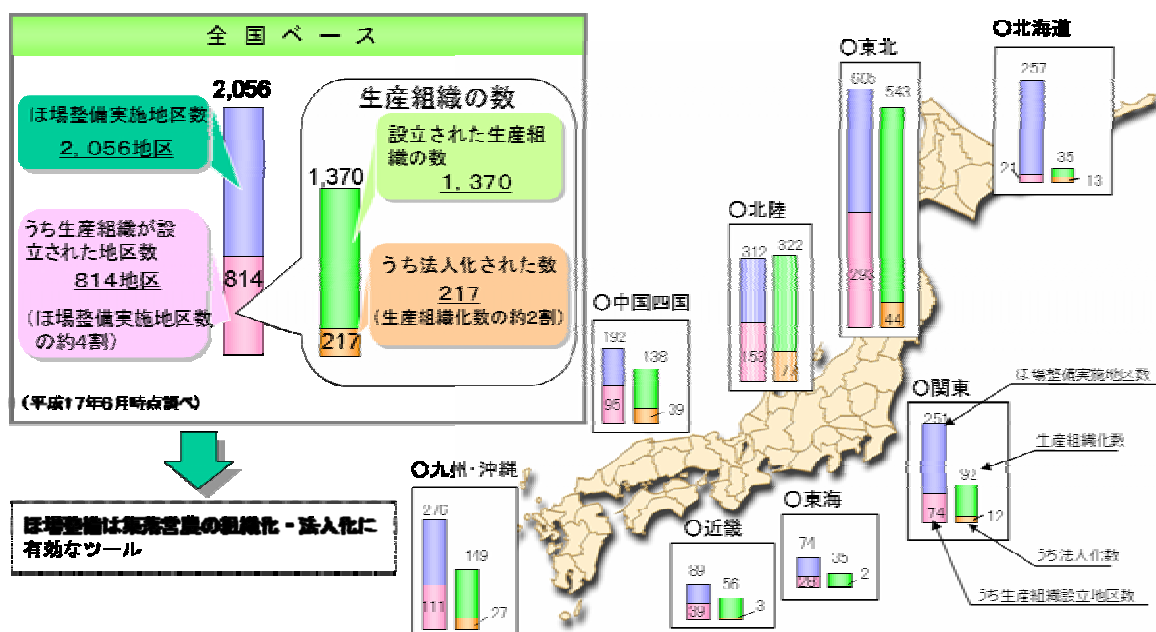 全国ベース
2,056
ほ場整備実施地区数
２，０５６地区
814
うち生産組織が設
立された地区数
８１４地区
(ほ場整備実施地区数
の約4割)
生産組織の数
設立された生産組
織の数
１，３７０
1,370
うち法人化された数
２１７
(生産組織化数の約2割)
217
(平成17年6月時点調べ)
ほ場整備は集落営農の組織化・法人化に
有効なツール
○北海道
257
21
35
13
○東北
605
293
543
44
○北陸
312
153
322
○中国四国
192
95
138
39
○関東
251
74
92
12
ほ場整備実施地区数
生産組織化数
うち法人化数
うち生産組織設立地区数
○東海
74
28
35
2
○近畿
89
39
56
3
○九州・沖縄
276
111
149
27